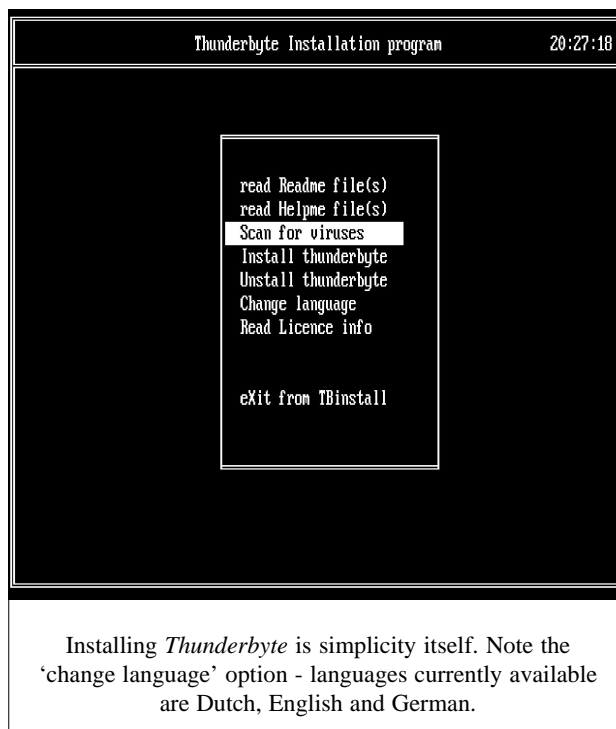 Thunderbyte Installation program 20:27:18
read Readme file(s)
read Helpme file(s)
Scan for viruses
Install thunderbyte
Unstall thunderbyte
Change language
Read Licence info
eXit from TBinstall
Installing Thunderbyte is simplicity itself. Note the
‘change language’ option - languages currently available
are Dutch, English and German.